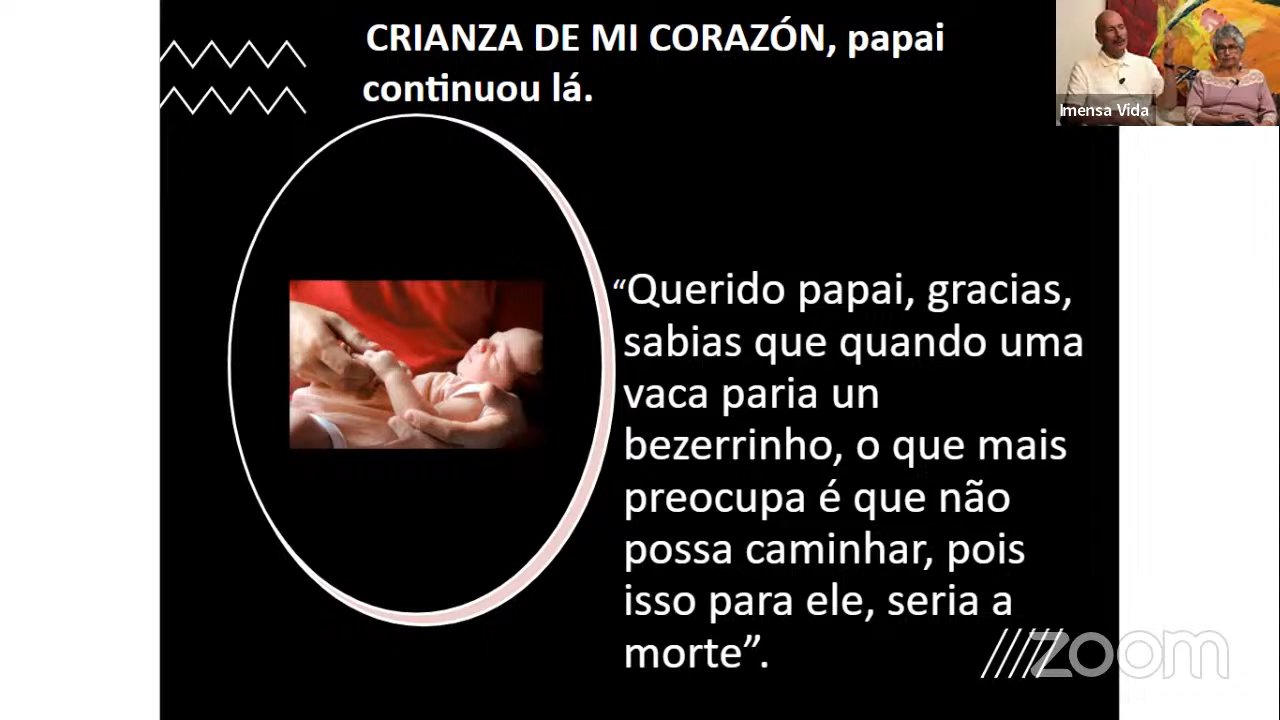 CRIANZA DE MI CORAZÓN, papai
continuou lá.
Imensa Vida
“Querido papai, gracias,
sabias que quando uma
vaca paria un
bezerrinho, o que mais
preocupa é que não
possa caminhar, pois
isso para ele, seria a
morte”.
zoom